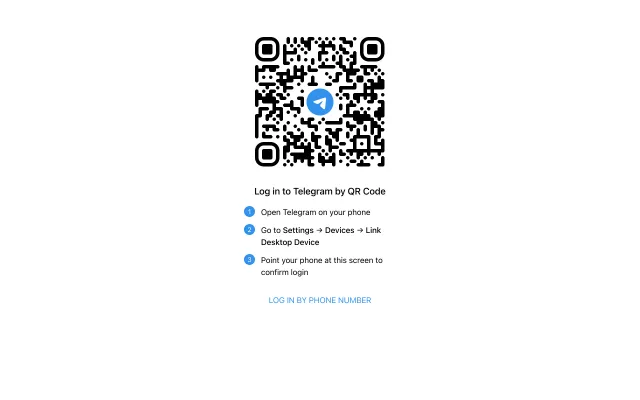 Log in to Telegram by QR Code
1 Open Telegram on your phone
2 Go to Settings → Devices → Link
Desktop Device
3 Point your phone at this screen to
confirm login
LOG IN BY PHONE NUMBER